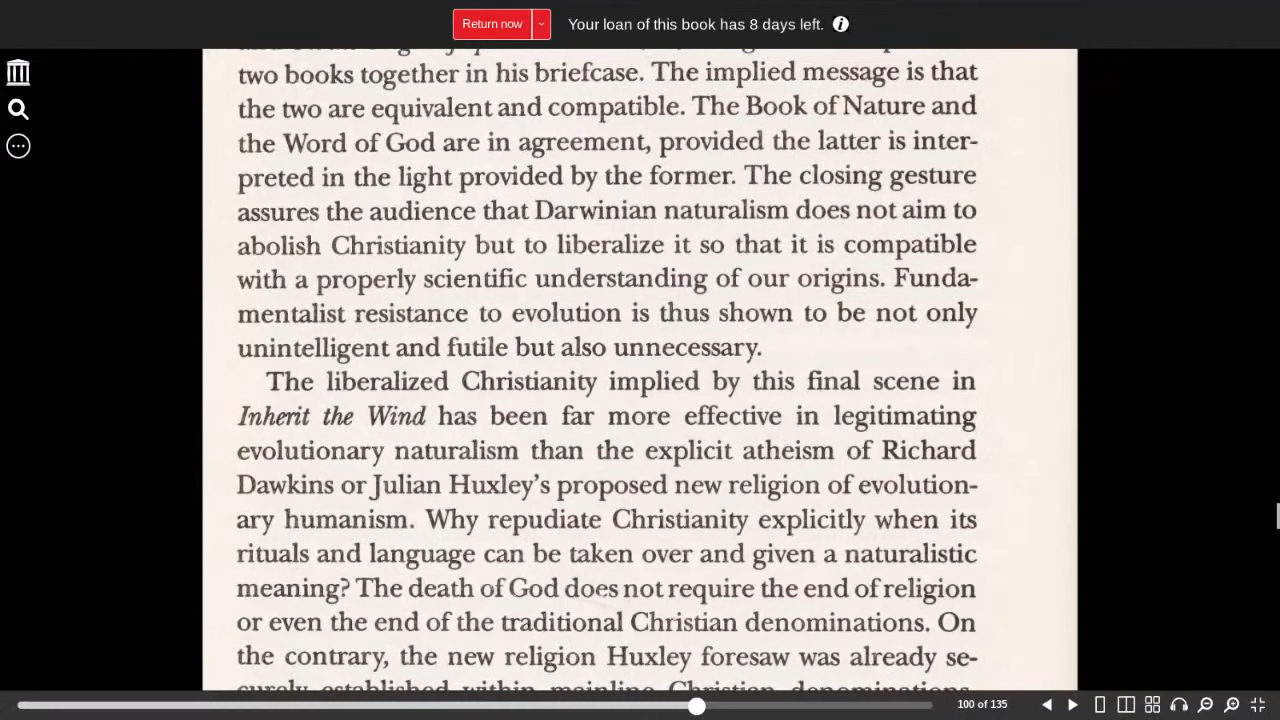 Return now
Your loan of this book has 8 days left.
two books together in his briefcase. The implied message is that
the two are equivalent and compatible. The Book of Nature and
the Word of God are in agreement, provided the latter is inter-
preted in the light provided by the former. The closing gesture
assures the audience that Darwinian naturalism does not aim to
abolish Christianity but to liberalize it so that it is compatible
with a properly scientific understanding of our origins. Funda-
mentalist resistance to evolution is thus shown to be not only
unintelligent and futile but also unnecessary.
The liberalized Christianity implied by this final scene in
Inherit the Wind has been far more effective in legitimating
evolutionary naturalism than the explicit atheism of Richard
Dawkins or Julian Huxley’s proposed new religion of evolution-
ary humanism. Why repudiate Christianity explicitly when its
rituals and language can be taken over and given a naturalistic
meaning? The death of God does not require the end of religion
or even the end of the traditional Christian denominations. On
the contrary, the new religion Huxley foresaw was already se-
curely established within mainline Christian denominations.
100 of 135